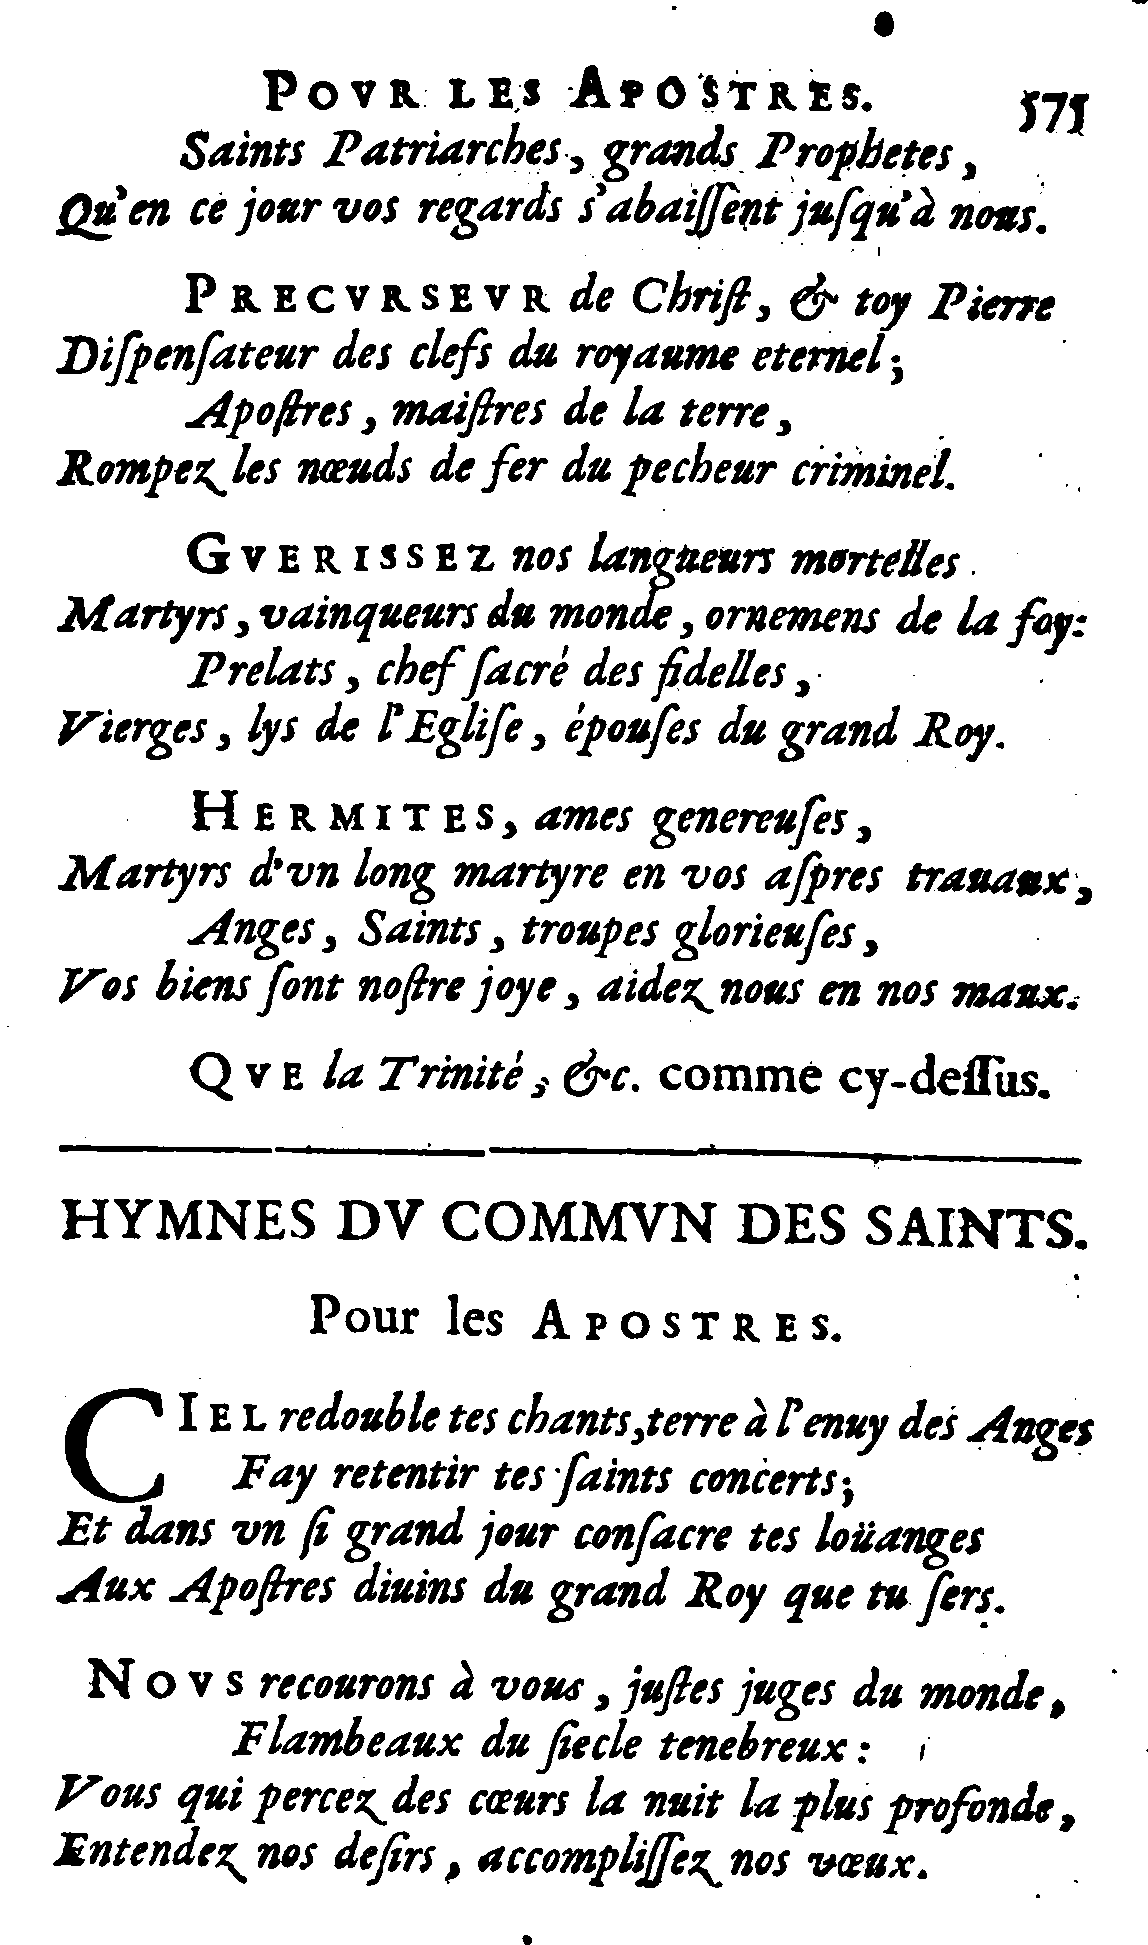 POVR LES APOSTRES. 575
Saints Patriarches, grands Prophetes,
Qu'en ce jour vos regards s'abaiſſent juſqu'à nous.
PRECVRSEVR de Chriſt, & toy Pierre
Diſpenſateur des clefs du royaume eternel;
Apoſtres, maiſtres de la terre,
Rompez les nœuds de fer du pecheur criminel.
GVERISSEZ nos langueurs mortelles
Martyrs, vainqueurs du monde, ornemens de la foy:
Prelats, chef ſacré des fidelles,
Vierges, lys de l'Egliſe, épouſes du grand Roy.
HERMITES, ames genereuſes,
Martyrs d'vn long martyre en vos aſpres trauaux,
Anges, Saints, troupes glorieuſes,
Vos biens ſont noſtre joye, aidez nous en nos maux.
QVE la Trinité, &c. comme cy-deſſus.
HYMNES DV COMMVN DES SAINTS.
Pour les APOSTRES.
CIEL redouble tes chants, terre à l'enuy des Anges
Fay retentir tes ſaints concerts;
Et dans vn ſi grand jour conſacre tes loüanges
Aux Apoſtres diuins du grand Roy que tu ſers.
NOVS recourons à vous, juſtes juges du monde,
Flambeaux du ſiecle tenebreux:
Vous qui percez des cœurs la nuit la plus profonde,
Entendez nos deſirs, accompliſſez nos vœux.